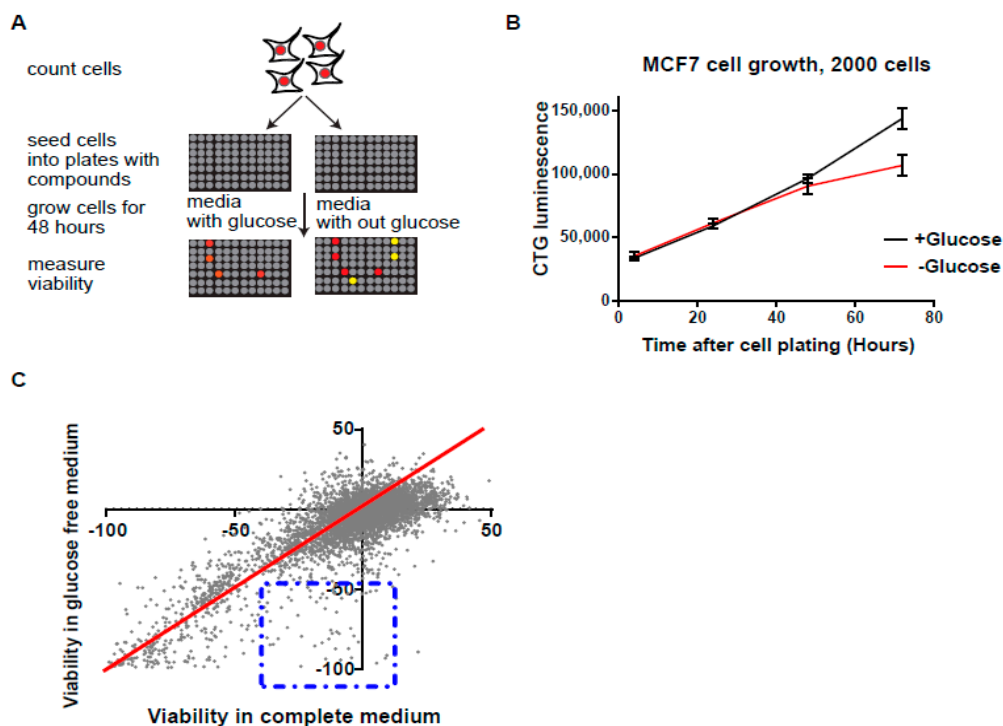 A
count cells
seed cells
into plates with
compounds
grow cells for
48 hours
measure
viability
media
with glucose
media
with out glucose
B
MCF7 cell growth, 2000 cells
CTG luminescence
150,000
100,000
50,000
0
0
20
40
60
80
Time after cell plating (Hours)
+Glucose
-Glucose
C
Viability in glucose free medium
50
-100
-50
50
-50
-100
Viability in complete medium